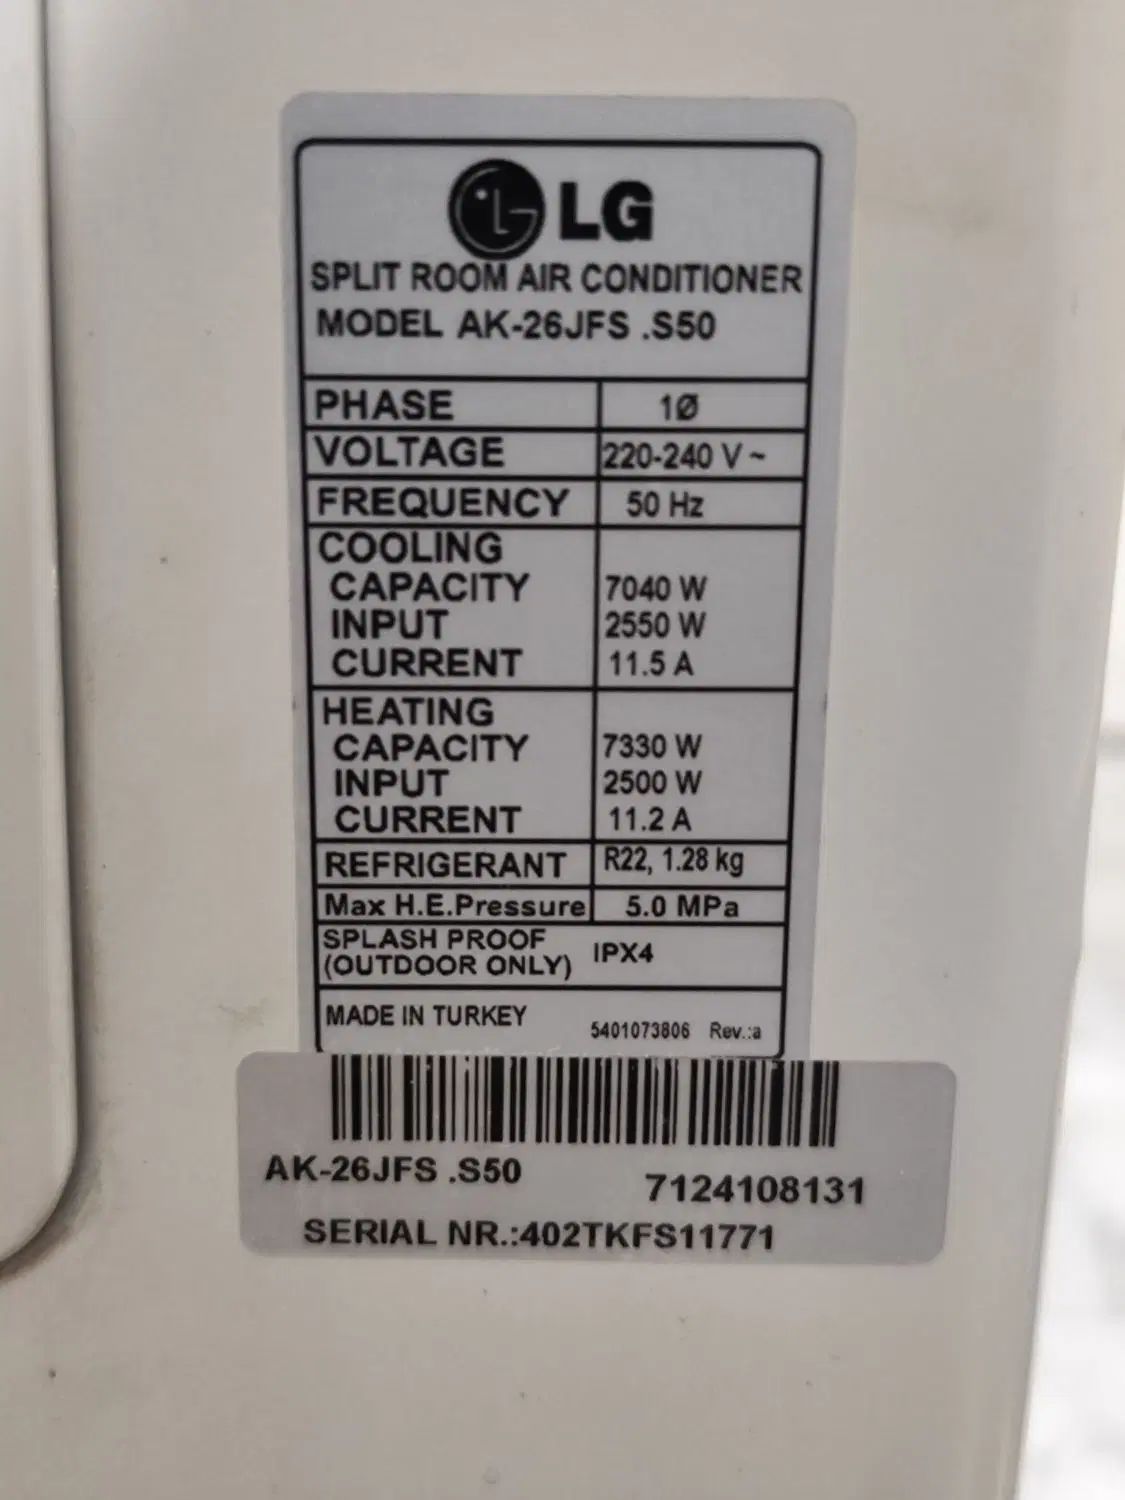 LG
SPLIT ROOM AIR CONDITIONER
MODEL AK-26JFS .S50
PHASE 1Ø
VOLTAGE 220-240 V ~
FREQUENCY 50 Hz
COOLING
CAPACITY 7040 W
INPUT 2550 W
CURRENT 11.5 A
HEATING
CAPACITY 7330 W
INPUT 2500 W
CURRENT 11.2 A
REFRIGERANT R22, 1.28 kg
Max H.E.Pressure 5.0 MPa
SPLASH PROOF
(OUTDOOR ONLY) IPX4
MADE IN TURKEY 5401073806 Rev.:a
AK-26JFS .S50 7124108131
SERIAL NR.:402TKFS11771